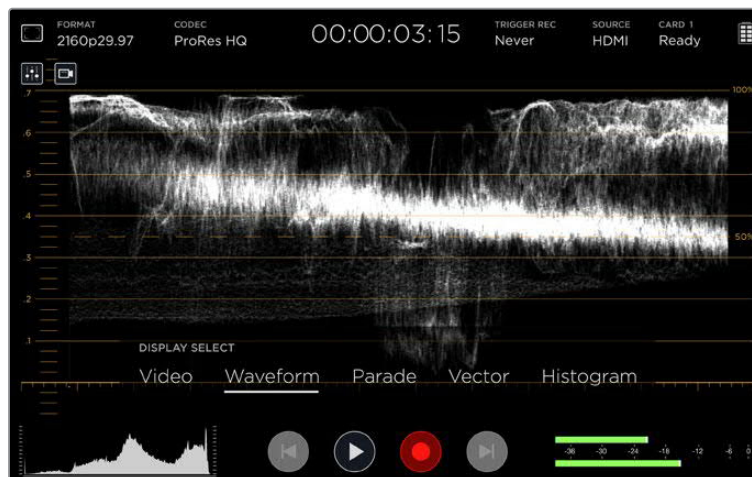 FORMAT CODEC TRIGGER REC SOURCE CARD 1
2160p29.97 ProRes HQ 00:00:03:15 Never HDMI Ready
.7 100%
.6
.5
.4
50%
.3
.2
.1
DISPLAY SELECT
Video Waveform Parade Vector Histogram
-36 -24 -18 -12 -6 0